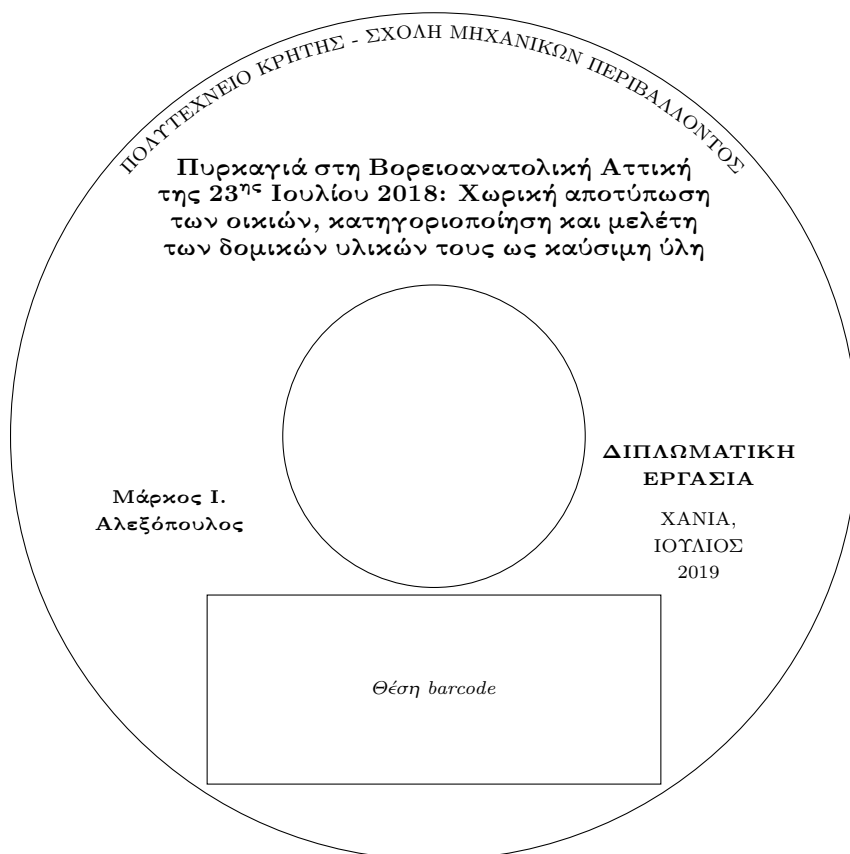 ΠΟΛΥΤΕΧΝΕΙΟ ΚΡΗΤΗΣ - ΣΧΟΛΗ ΜΗΧΑΝΙΚΩΝ ΠΕΡΙΒΑΛΛΟΝΤΟΣ
Πυρκαγιά στη Βορειοανατολική Αττική
της 23ης Ιουλίου 2018: Χωρική αποτύπωση
των οικιών, κατηγοριοποίηση και μελέτη
των δομικών υλικών τους ως καύσιμη ύλη
Μάρκος Ι.
Αλεξόπουλος
ΔΙΠΛΩΜΑΤΙΚΗ
ΕΡΓΑΣΙΑ
ΧΑΝΙΑ,
ΙΟΥΛΙΟΣ
2019
Θέση barcode